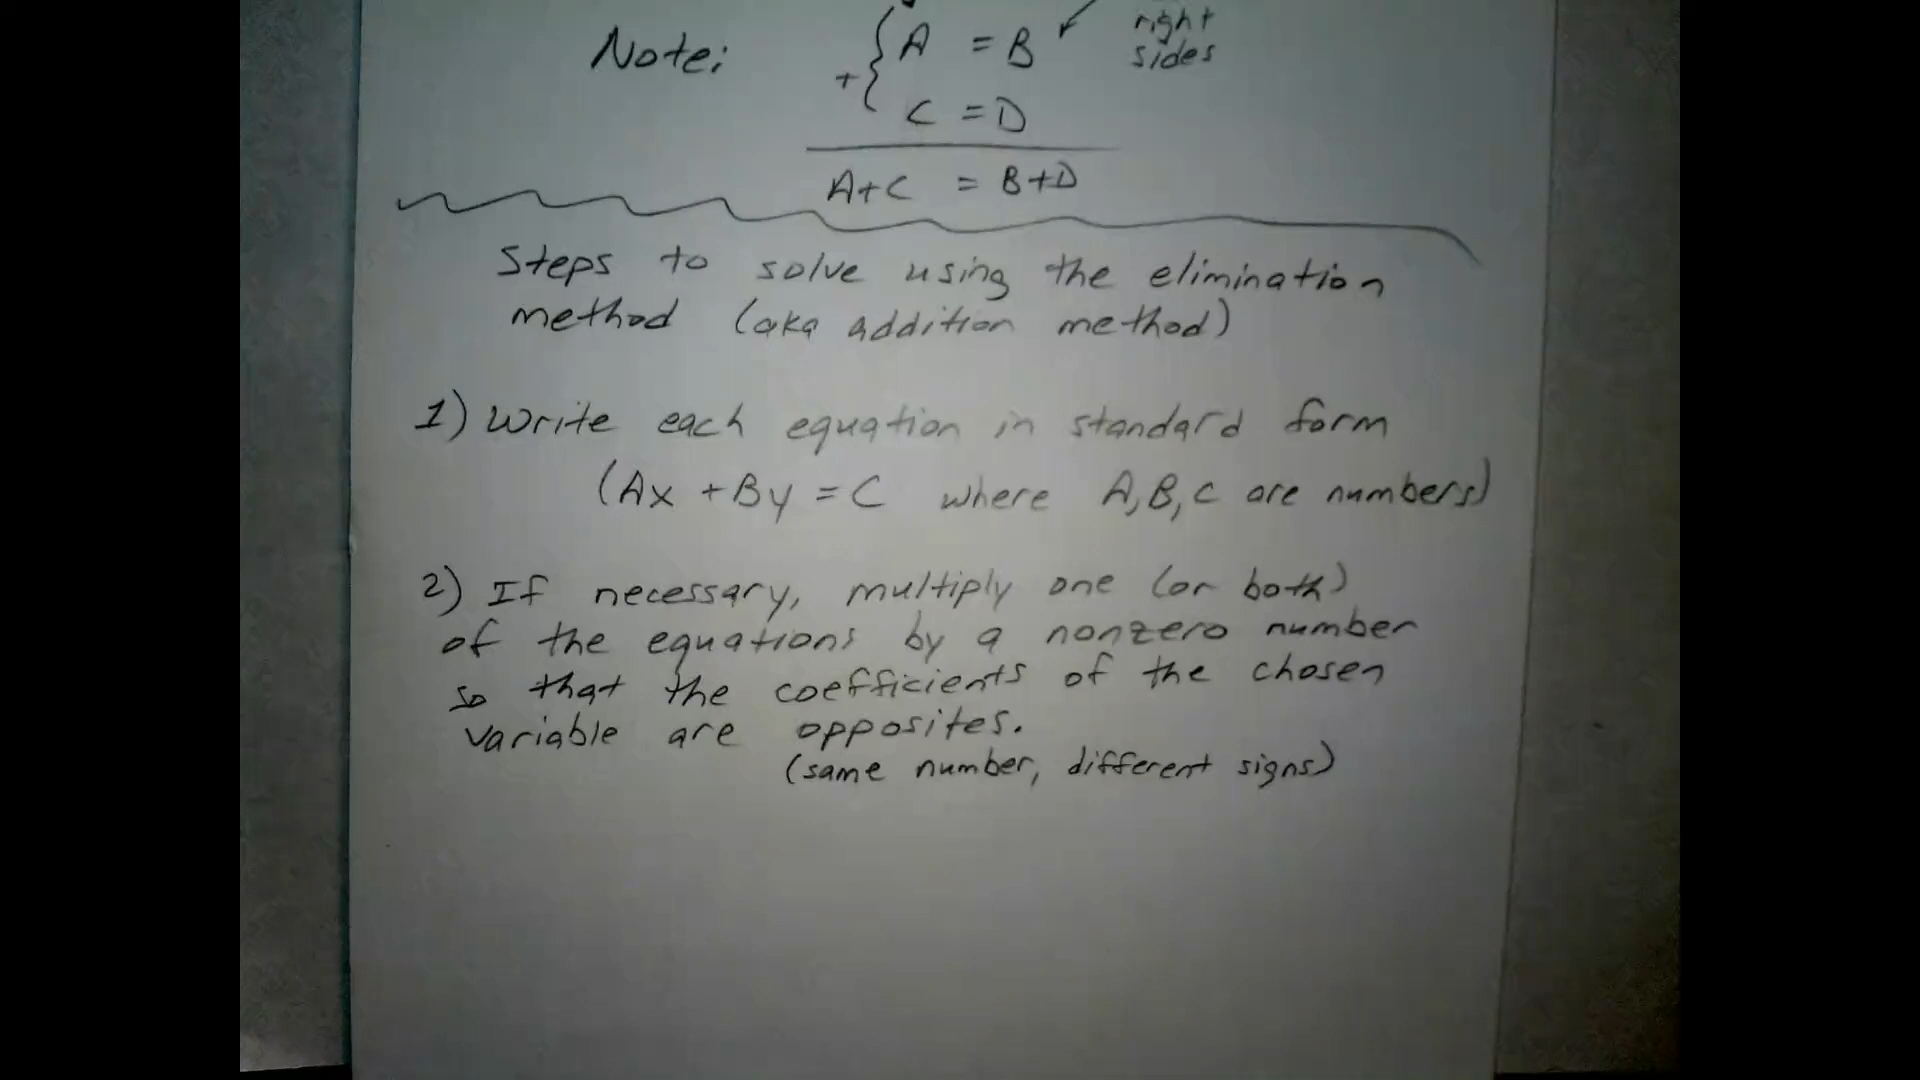 right
Note: + { A = B sides
C = D
A+C = B+D
Steps to solve using the elimination
method (aka addition method)
1) Write each equation in standard form
(Ax + By = C where A, B, C are numbers)
2) If necessary, multiply one (or both)
of the equations by a nonzero number
so that the coefficients of the chosen
variable are opposites.
(same number, different signs)